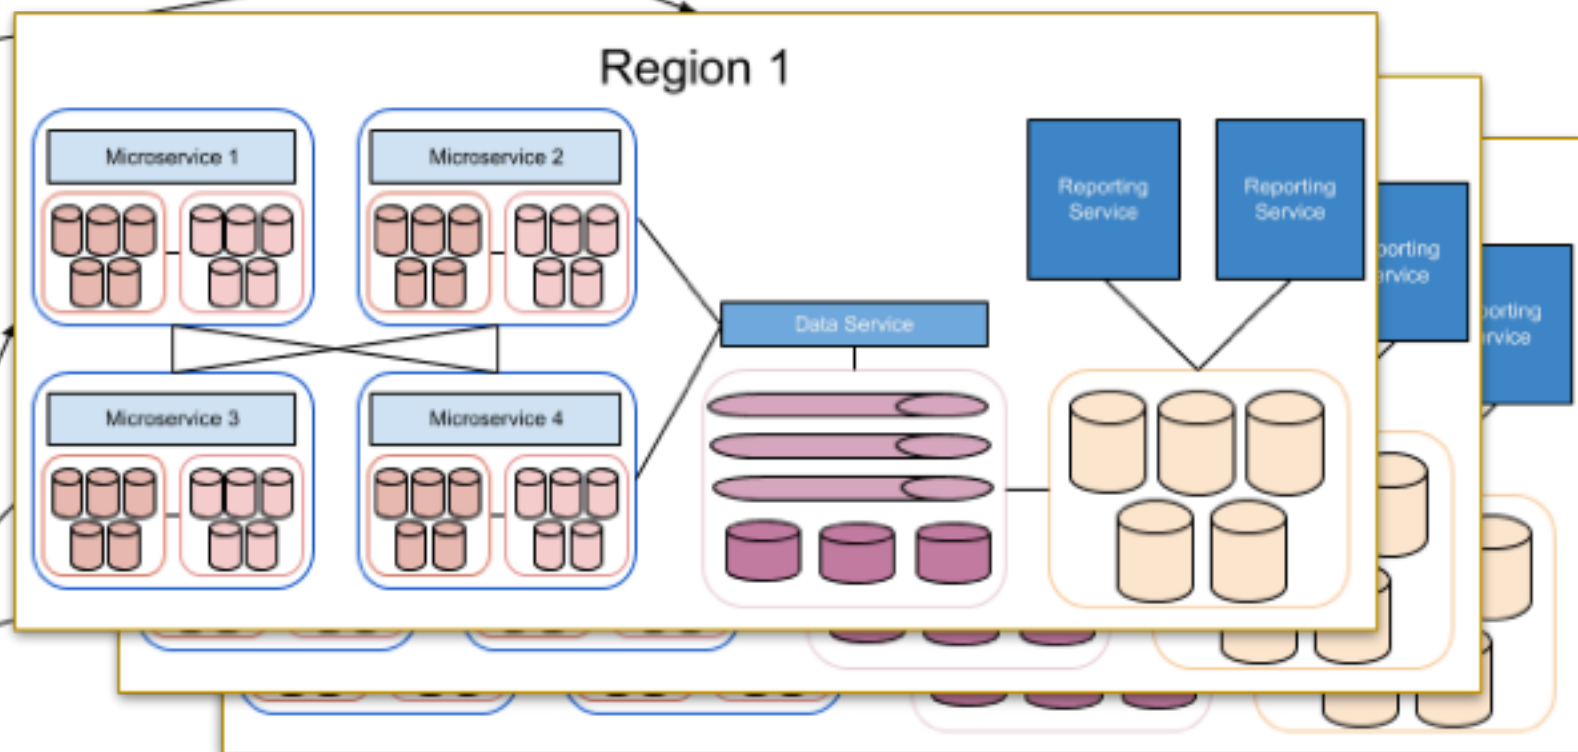 Region 1
Microservice 1
Microservice 2
Reporting
Service
Reporting
Service
porting
ervice
porting
rvice
Data Service
Microservice 3
Microservice 4